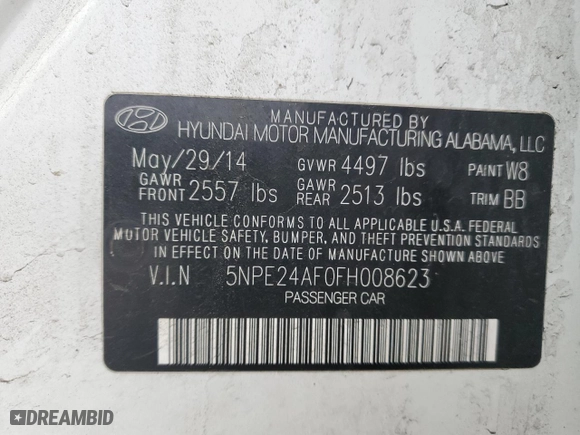 MANUFACTURED BY
HYUNDAI MOTOR MANUFACTURING ALABAMA, LLC
May/29/14 GVWR 4497 lbs PAINT W8
GAWR FRONT 2557 lbs GAWR REAR 2513 lbs TRIM BB
THIS VEHICLE CONFORMS TO ALL APPLICABLE U.S.A. FEDERAL
MOTOR VEHICLE SAFETY, BUMPER, AND THEFT PREVENTION STANDARDS
IN EFFECT ON THE DATE OF MANUFACTURE SHOWN ABOVE.
V.I.N 5NPE24AF0FH008623
PASSENGER CAR
DREAMBID